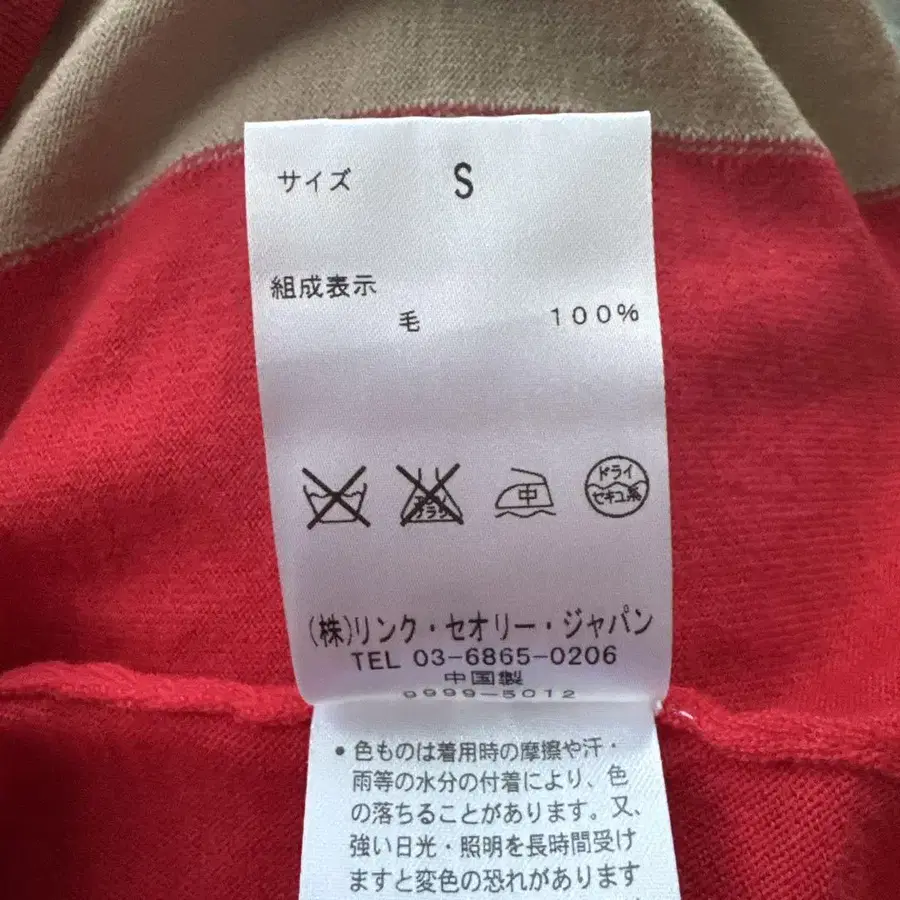 サイズ S
組成表示
毛 100%
中 ドライ
セキユ系
(株)リンク・セオリー・ジャパン
TEL 03-6865-0206
中国製
9999-5012
• 色ものは着用時の摩擦や汗・
雨等の水分の付着により、色
の落ちることがあります。又、
強い日光・照明を長時間受け
ますと変色の恐れがあります